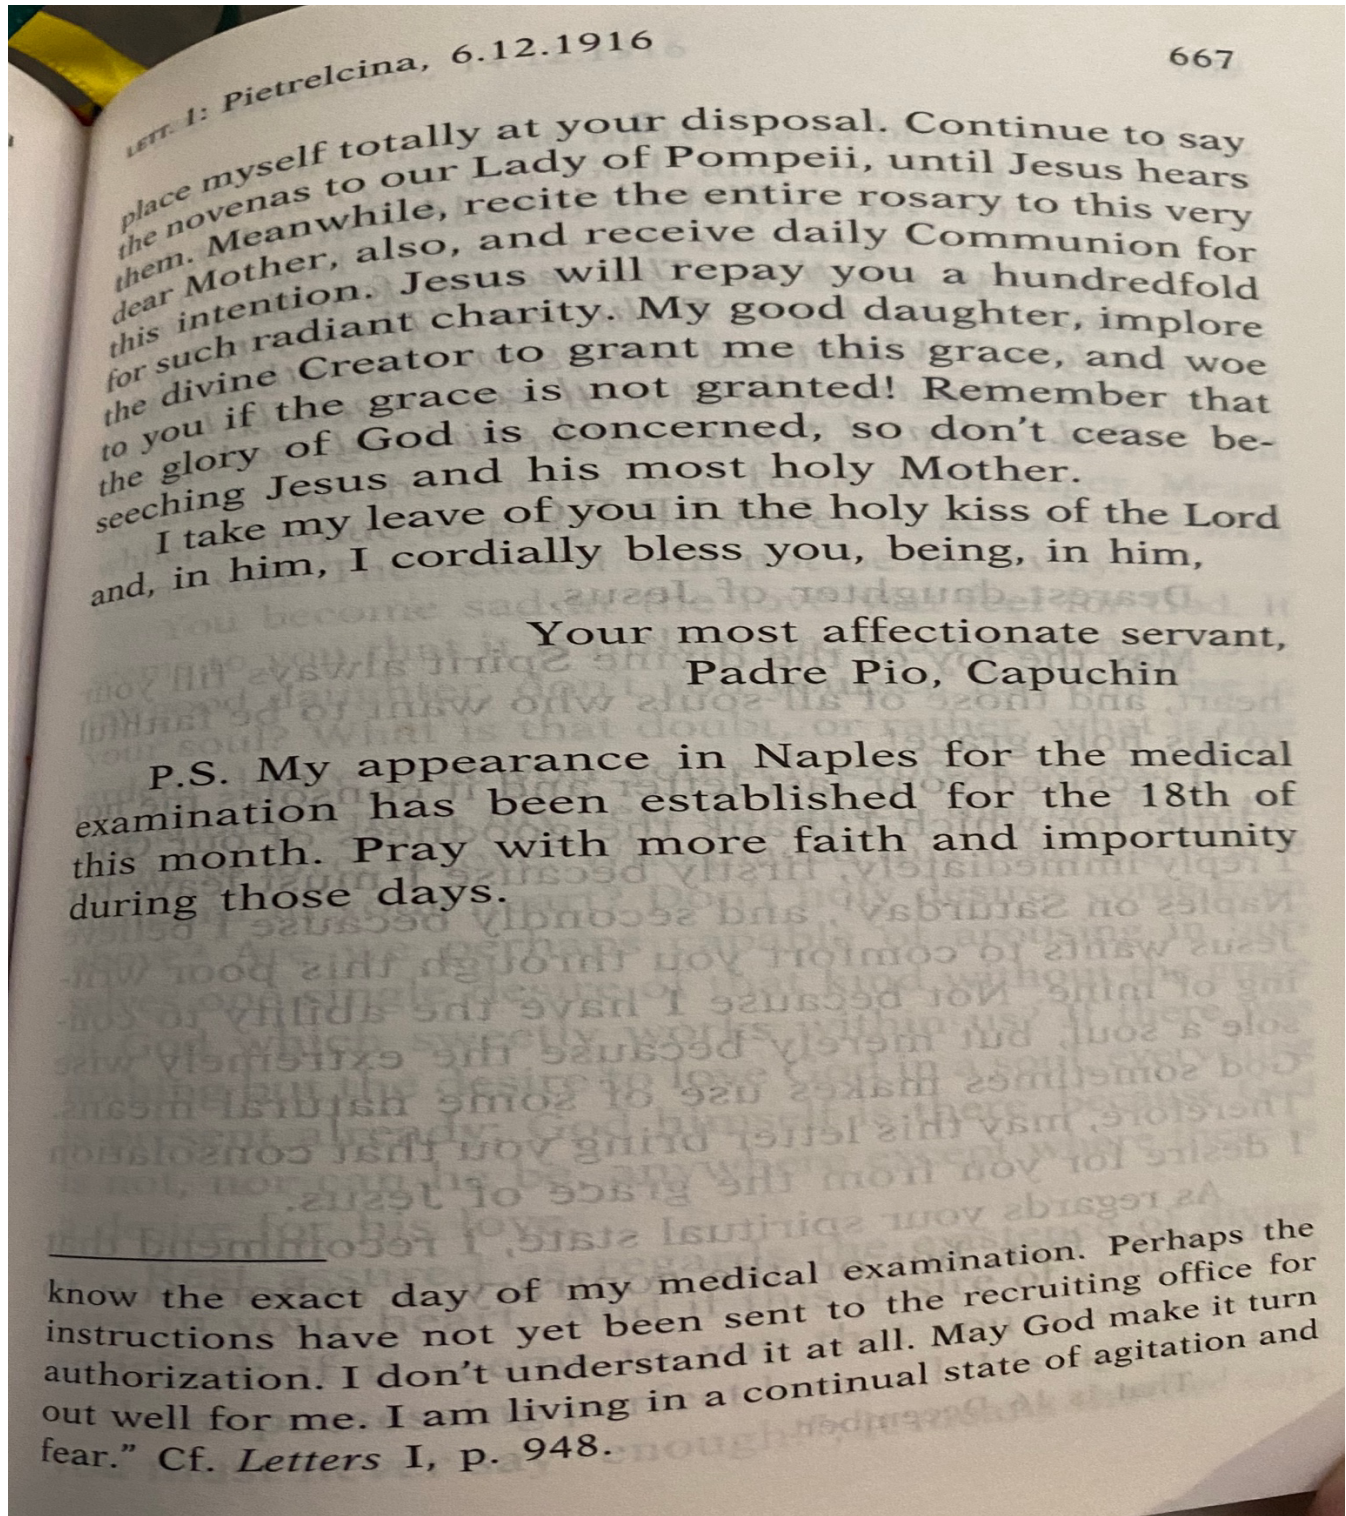 LETT. 1: Pietrelcina, 6.12.1916 667
place myself totally at your disposal. Continue to say
the novenas to our Lady of Pompeii, until Jesus hears
them. Meanwhile, recite the entire rosary to this very
dear Mother, also, and receive daily Communion for
this intention. Jesus will repay you a hundredfold
for such radiant charity. My good daughter, implore
the divine Creator to grant me this grace, and woe
to you if the grace is not granted! Remember that
the glory of God is concerned, so don't cease be-
seeching Jesus and his most holy Mother.
I take my leave of you in the holy kiss of the Lord
and, in him, I cordially bless you, being, in him,
Your most affectionate servant,
Padre Pio, Capuchin
P.S. My appearance in Naples for the medical
examination has been established for the 18th of
this month. Pray with more faith and importunity
during those days.
know the exact day of my medical examination. Perhaps the
instructions have not yet been sent to the recruiting office for
authorization. I don't understand it at all. May God make it turn
out well for me. I am living in a continual state of agitation and
fear." Cf. Letters I, p. 948.